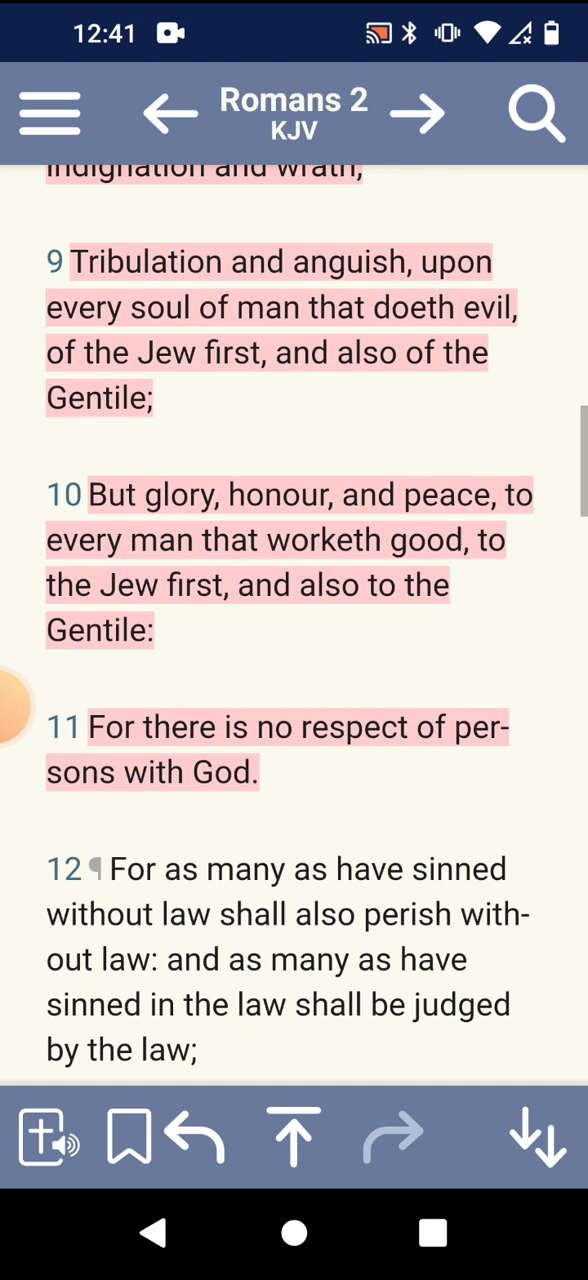 12:41
Romans 2
KJV
indignation and wrath,
9 Tribulation and anguish, upon
every soul of man that doeth evil,
of the Jew first, and also of the
Gentile;
10 But glory, honour, and peace, to
every man that worketh good, to
the Jew first, and also to the
Gentile:
11 For there is no respect of per-
sons with God.
12 ¶ For as many as have sinned
without law shall also perish with-
out law: and as many as have
sinned in the law shall be judged
by the law;